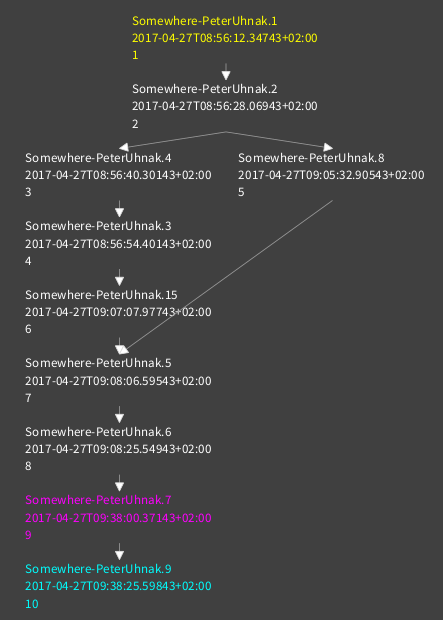 Somewhere-PeterUhnak.1
2017-04-27T08:56:12.34743+02:00
1
Somewhere-PeterUhnak.2
2017-04-27T08:56:28.06943+02:00
2
Somewhere-PeterUhnak.4
2017-04-27T08:56:40.30143+02:00
3
Somewhere-PeterUhnak.8
2017-04-27T09:05:32.90543+02:00
5
Somewhere-PeterUhnak.3
2017-04-27T08:56:54.40143+02:00
4
Somewhere-PeterUhnak.15
2017-04-27T09:07:07.97743+02:00
6
Somewhere-PeterUhnak.5
2017-04-27T09:08:06.59543+02:00
7
Somewhere-PeterUhnak.6
2017-04-27T09:08:25.54943+02:00
8
Somewhere-PeterUhnak.7
2017-04-27T09:38:00.37143+02:00
9
Somewhere-PeterUhnak.9
2017-04-27T09:38:25.59843+02:00
10